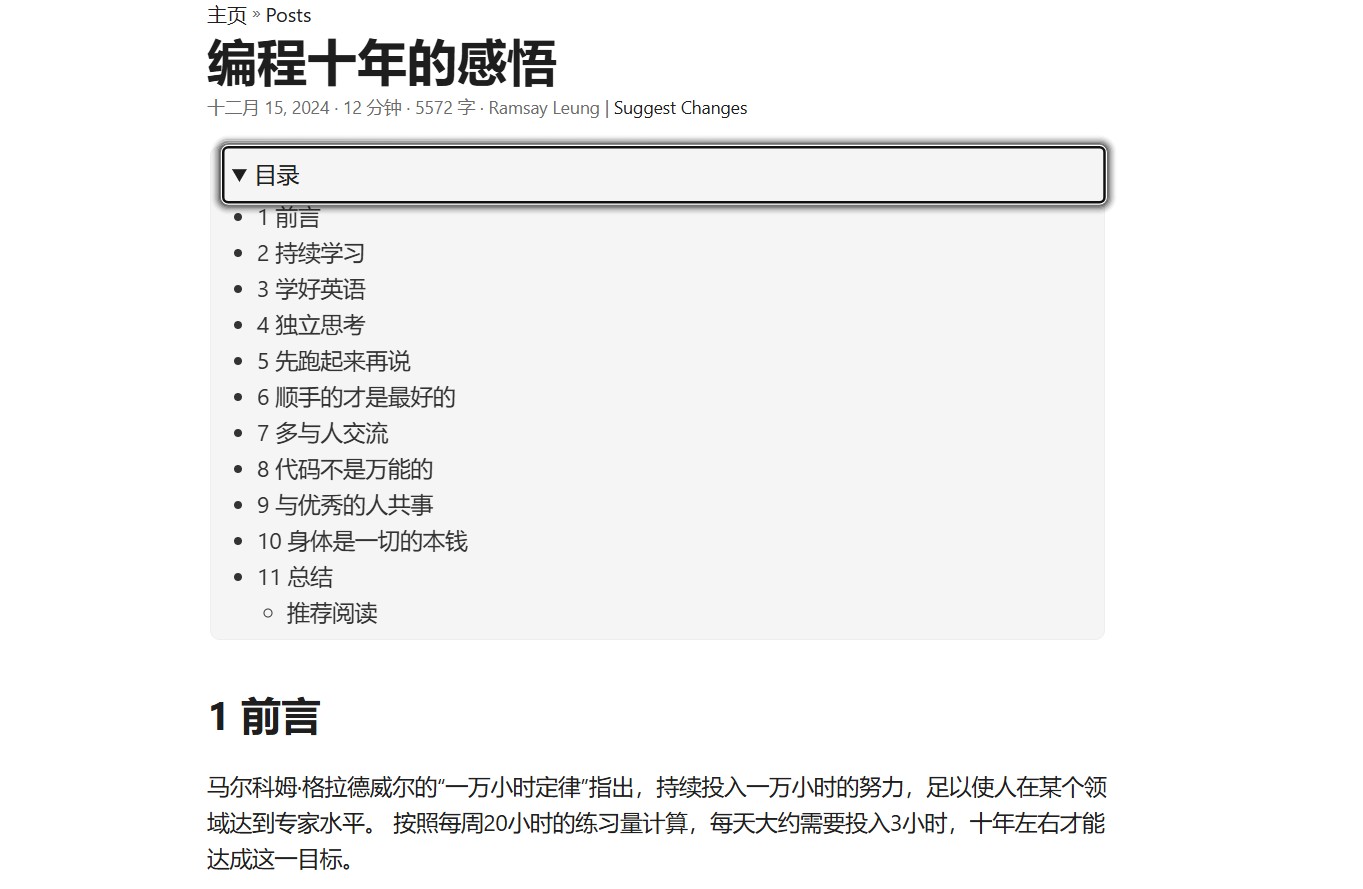 主页 » Posts
编程十年的感悟
十二月 15, 2024 · 12 分钟 · 5572 字 · Ramsay Leung | Suggest Changes
▼ 目录
• 1 前言
• 2 持续学习
• 3 学好英语
• 4 独立思考
• 5 先跑起来再说
• 6 顺手的才是最好的
• 7 多与人交流
• 8 代码不是万能的
• 9 与优秀的人共事
• 10 身体是一切的本钱
• 11 总结
◦ 推荐阅读
1 前言
马尔科姆·格拉德威尔的“一万小时定律”指出，持续投入一万小时的努力，足以使人在某个领
域达到专家水平。 按照每周20小时的练习量计算，每天大约需要投入3小时，十年左右才能
达成这一目标。